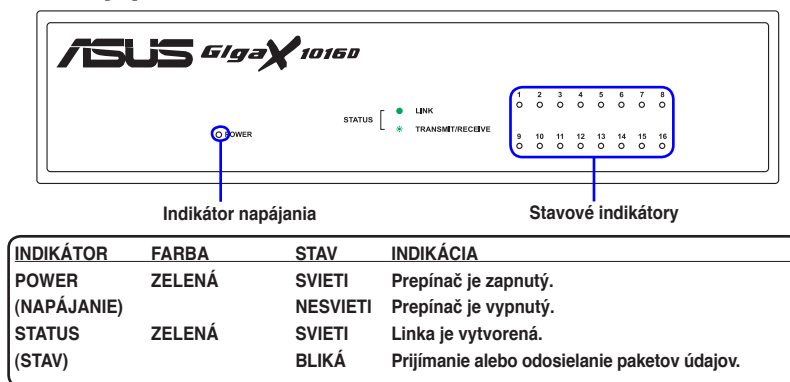 ASUS GigaX 1016D
1 2 3 4 5 6 7 8
STATUS
LINK
TRANSMIT/RECEIVE
POWER
9 10 11 12 13 14 15 16
Indikátor napájania
Stavové indikátory
INDIKÁTOR FARBA STAV INDIKÁCIA
POWER ZELENÁ SVIETI Prepínač je zapnutý.
(NAPÁJANIE) NESVIETI Prepínač je vypnutý.
STATUS ZELENÁ SVIETI Linka je vytvorená.
(STAV) BLIKÁ Prijímanie alebo odosielanie paketov údajov.